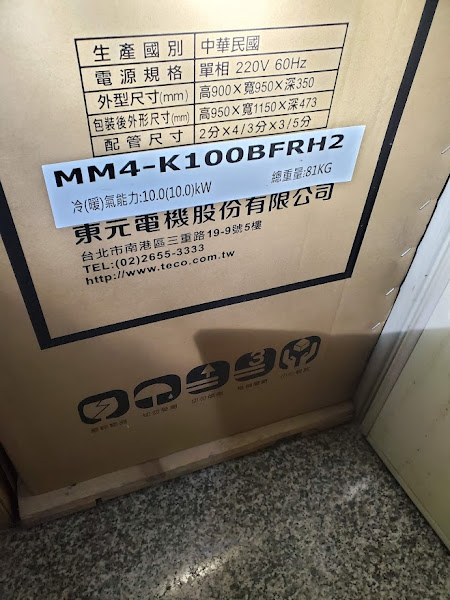 生產國別 中華民國
電源規格 單相 220V 60Hz
外型尺寸(mm) 高900×寬950×深350
包裝後外形尺寸(mm) 高950×寬1150×深473
配管尺寸 2分×4/3分×3/5分
MM4-K100BFRH2
冷(暖)氣能力:10.0(10.0)kW 總重量:81KG
東元電機股份有限公司
台北市南港區三重路19-9號5樓
TEL:(02)2655-3333
http://www.teco.com.tw
3